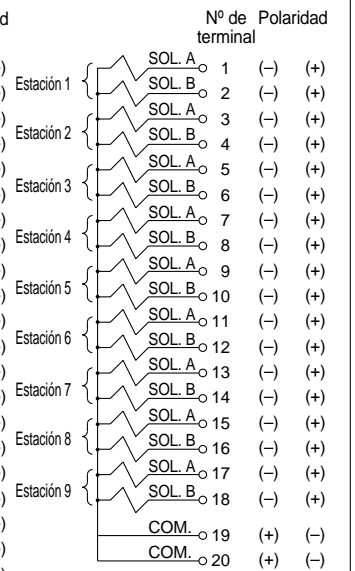 d
Nº de Polaridad
terminal
Estación 1
SOL. A 1 (–) (+)
SOL. B 2 (–) (+)
Estación 2
SOL. A 3 (–) (+)
SOL. B 4 (–) (+)
Estación 3
SOL. A 5 (–) (+)
SOL. B 6 (–) (+)
Estación 4
SOL. A 7 (–) (+)
SOL. B 8 (–) (+)
Estación 5
SOL. A 9 (–) (+)
SOL. B 10 (–) (+)
Estación 6
SOL. A 11 (–) (+)
SOL. B 12 (–) (+)
Estación 7
SOL. A 13 (–) (+)
SOL. B 14 (–) (+)
Estación 8
SOL. A 15 (–) (+)
SOL. B 16 (–) (+)
Estación 9
SOL. A 17 (–) (+)
SOL. B 18 (–) (+)
COM. 19 (+) (–)
COM. 20 (+) (–)